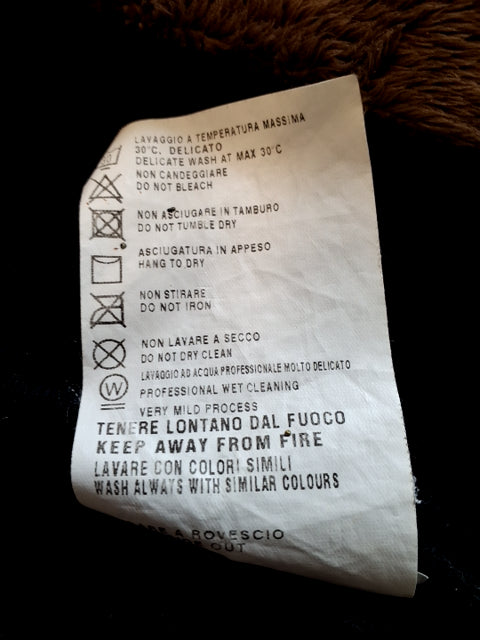 LAVAGGIO A TEMPERATURA MASSIMA
30°C. DELICATO
DELICATE WASH AT MAX 30°C
NON CANDEGGIARE
DO NOT BLEACH
NON ASCIUGARE IN TAMBURO
DO NOT TUMBLE DRY
ASCIUGATURA IN APPESO
HANG TO DRY
NON STIRARE
DO NOT IRON
NON LAVARE A SECCO
DO NOT DRY CLEAN
LAVAGGIO AD ACQUA PROFESSIONALE MOLTO DELICATO
W PROFESSIONAL WET CLEANING
VERY MILD PROCESS
TENERE LONTANO DAL FUOCO
KEEP AWAY FROM FIRE
LAVARE CON COLORI SIMILI
WASH ALWAYS WITH SIMILAR COLOURS
A ROVESCIO
OUT